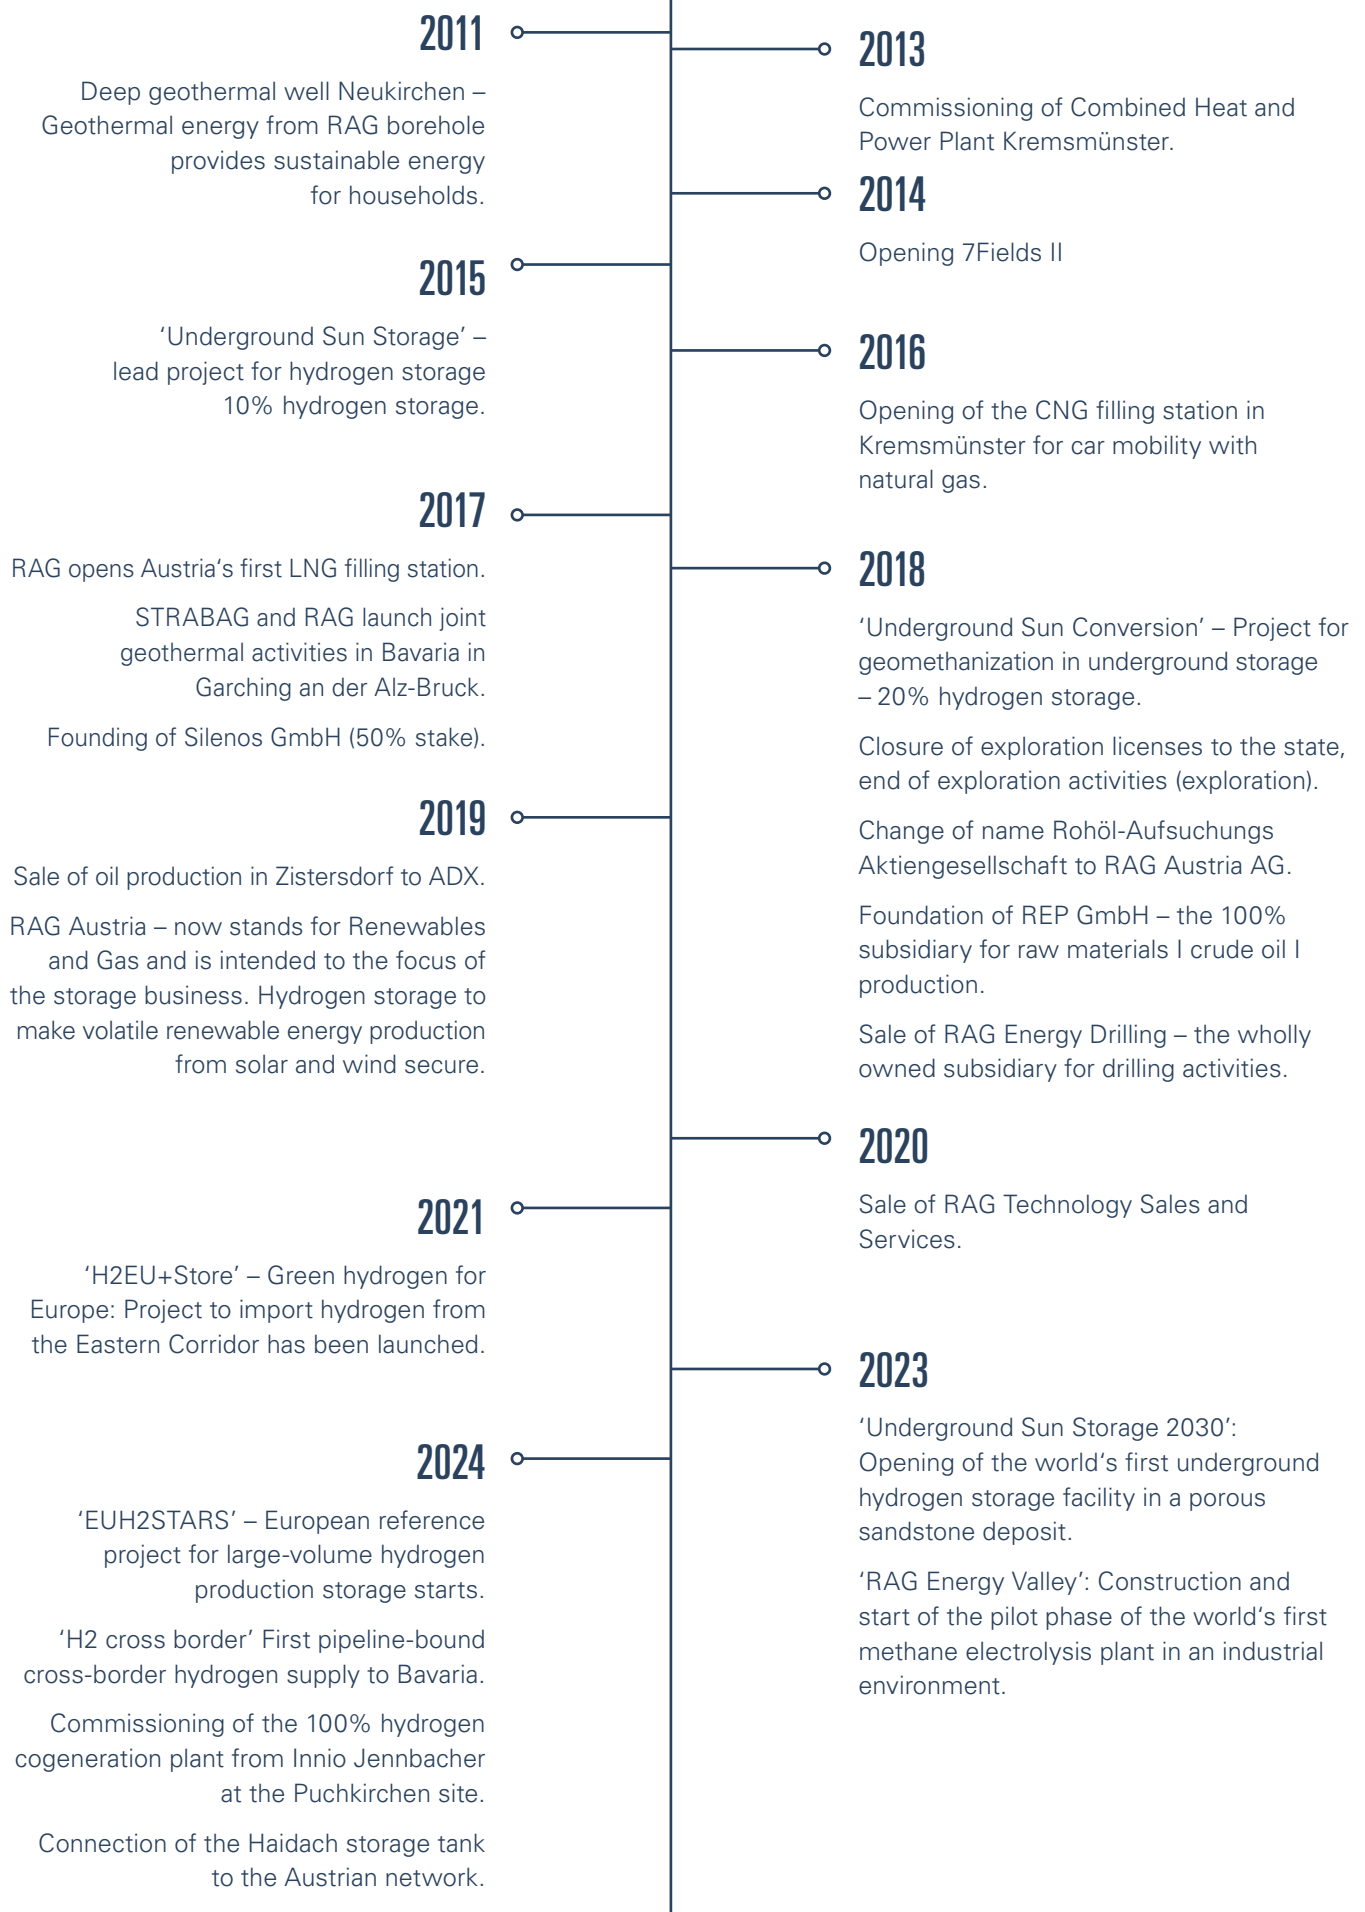 2011
Deep geothermal well Neukirchen –
Geothermal energy from RAG borehole
provides sustainable energy
for households.
2013
Commissioning of Combined Heat and
Power Plant Kremsmünster.
2014
Opening 7Fields II
2015
‘Underground Sun Storage’ –
lead project for hydrogen storage
10% hydrogen storage.
2016
Opening of the CNG filling station in
Kremsmünster for car mobility with
natural gas.
2017
RAG opens Austria‘s first LNG filling station.
STRABAG and RAG launch joint
geothermal activities in Bavaria in
Garching an der Alz-Bruck.
Founding of Silenos GmbH (50% stake).
2018
‘Underground Sun Conversion’ – Project for
geomethanization in underground storage
– 20% hydrogen storage.
Closure of exploration licenses to the state,
end of exploration activities (exploration).
Change of name Rohöl-Aufsuchungs
Aktiengesellschaft to RAG Austria AG.
Foundation of REP GmbH – the 100%
subsidiary for raw materials I crude oil I
production.
Sale of RAG Energy Drilling – the wholly
owned subsidiary for drilling activities.
2019
Sale of oil production in Zistersdorf to ADX.
RAG Austria – now stands for Renewables
and Gas and is intended to the focus of
the storage business. Hydrogen storage to
make volatile renewable energy production
from solar and wind secure.
2020
Sale of RAG Technology Sales and
Services.
2021
‘H2EU+Store’ – Green hydrogen for
Europe: Project to import hydrogen from
the Eastern Corridor has been launched.
2023
‘Underground Sun Storage 2030’:
Opening of the world‘s first underground
hydrogen storage facility in a porous
sandstone deposit.
‘RAG Energy Valley’: Construction and
start of the pilot phase of the world‘s first
methane electrolysis plant in an industrial
environment.
2024
‘EUH2STARS’ – European reference
project for large-volume hydrogen
production storage starts.
‘H2 cross border’ First pipeline-bound
cross-border hydrogen supply to Bavaria.
Commissioning of the 100% hydrogen
cogeneration plant from Innio Jennbacher
at the Puchkirchen site.
Connection of the Haidach storage tank
to the Austrian network.